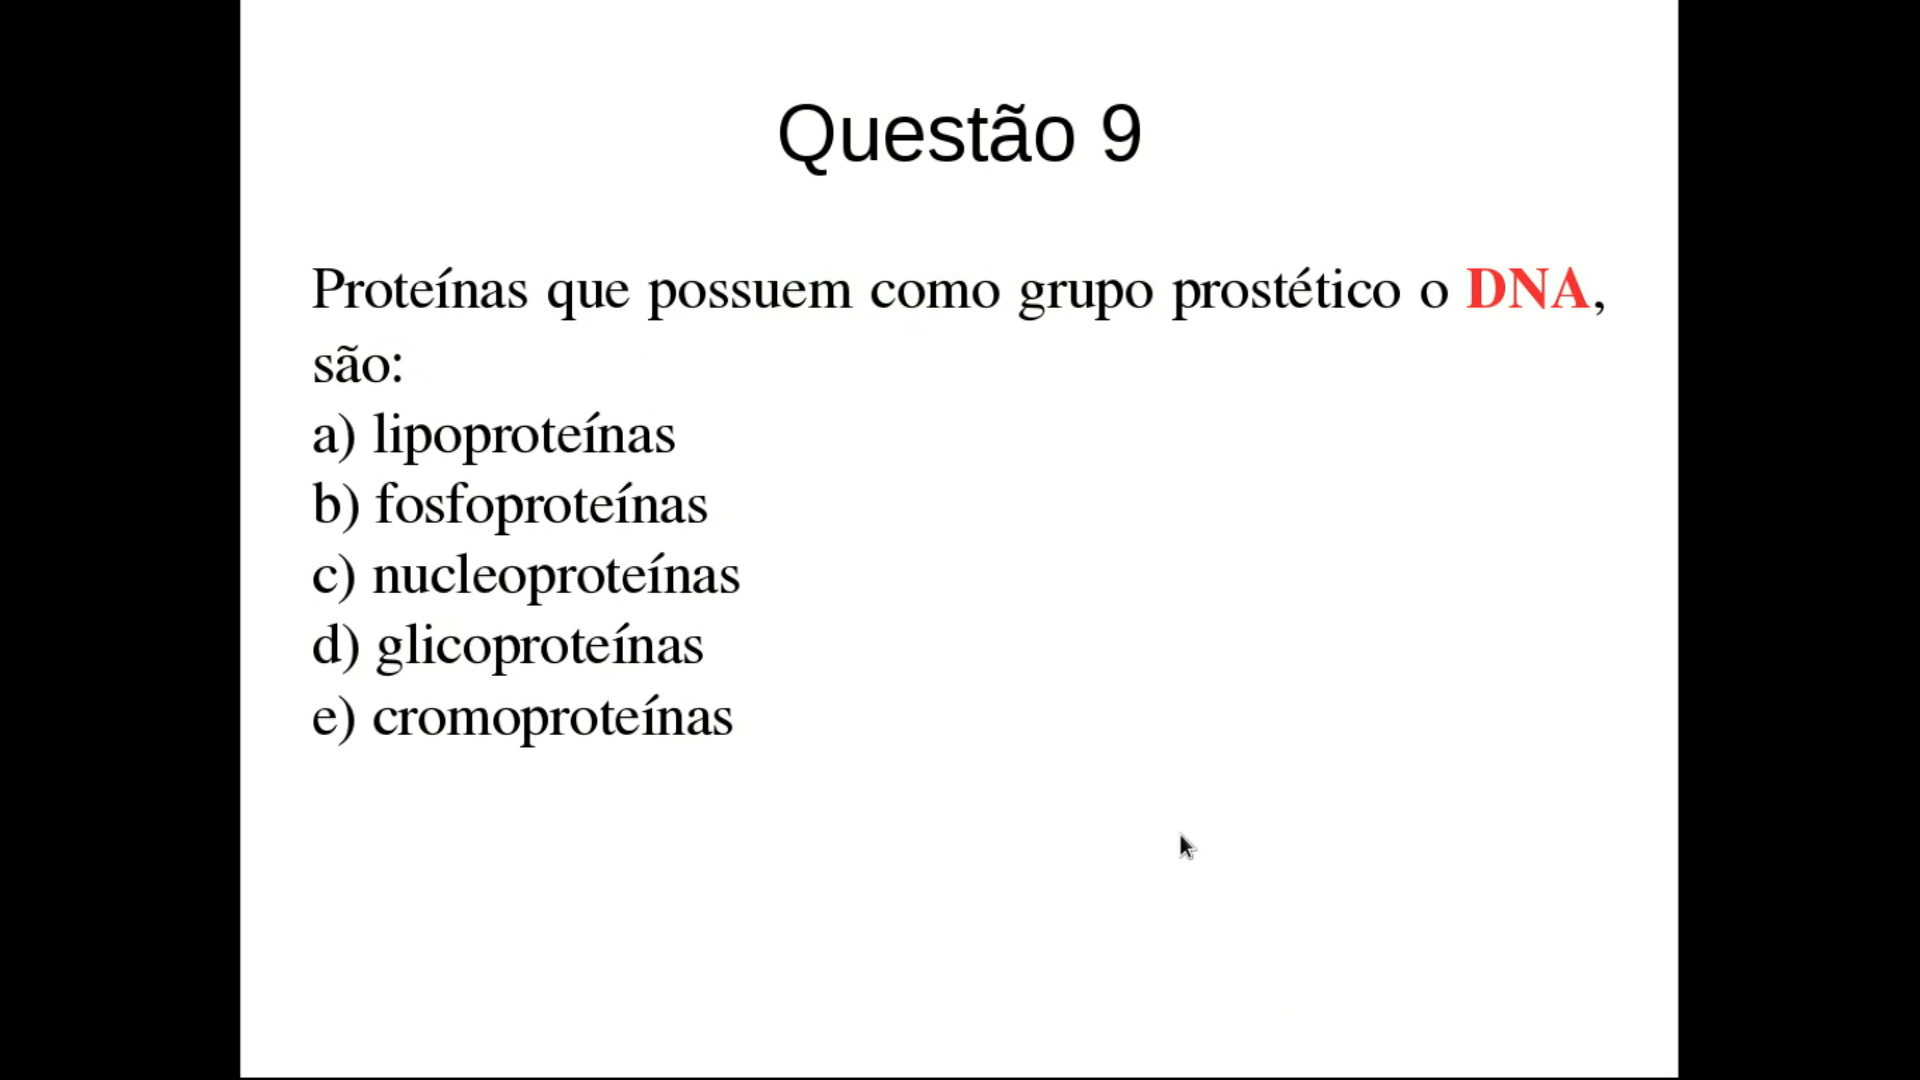 Questão 9
Proteínas que possuem como grupo prostético o DNA,
são:
a) lipoproteínas
b) fosfoproteínas
c) nucleoproteínas
d) glicoproteínas
e) cromoproteínas